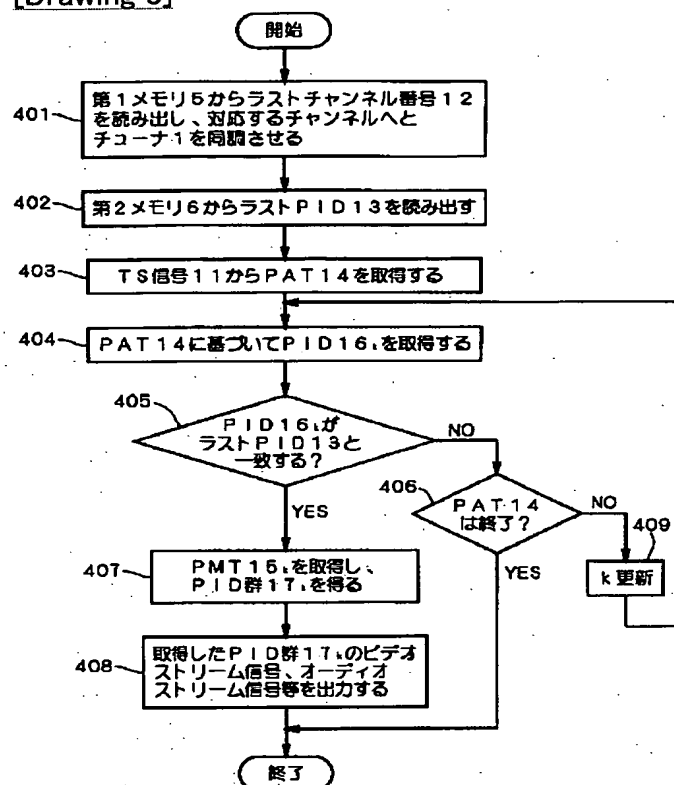 開始
401
第1メモリ5からラストチャンネル番号12
を読み出し、対応するチャンネルへと
チューナ1を同調させる
402
第2メモリ6からラストPID13を読み出す
403
TS信号11からPAT14を取得する
404
PAT14に基づいてPID16kを取得する
405
PID16kが
ラストPID13と
一致する?
NO
YES
406
PAT14
は終了?
NO
YES
409
k更新
407
PMT15kを取得し、
PID群17kを得る
408
取得したPID群17kのビデオ
ストリーム信号、オーディオ
ストリーム信号等を出力する
終了